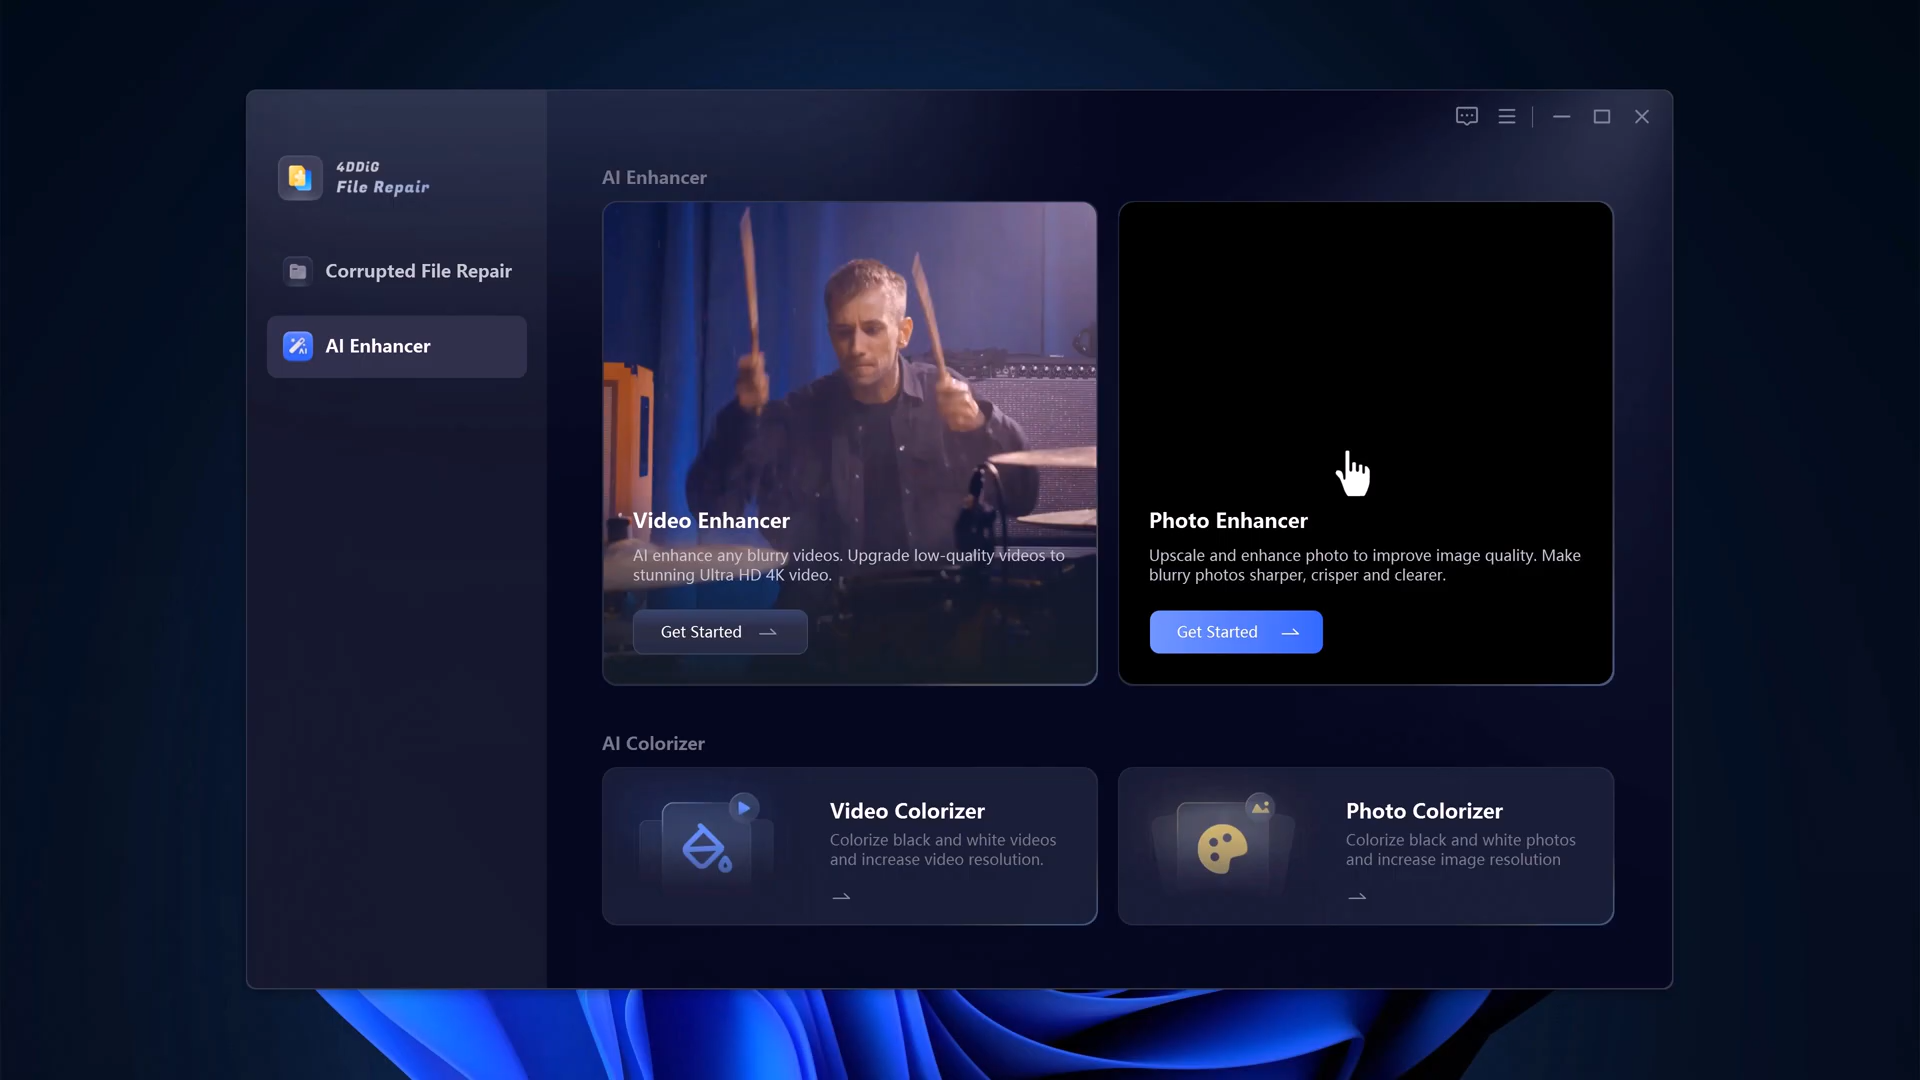 4DDiG
File Repair
Corrupted File Repair
AI Enhancer
AI Enhancer
Video Enhancer
AI enhance any blurry videos. Upgrade low-quality videos to
stunning Ultra HD 4K video.
Get Started
Photo Enhancer
Upscale and enhance photo to improve image quality. Make
blurry photos sharper, crisper and clearer.
Get Started
AI Colorizer
Video Colorizer
Colorize black and white videos
and increase video resolution.
Photo Colorizer
Colorize black and white photos
and increase image resolution